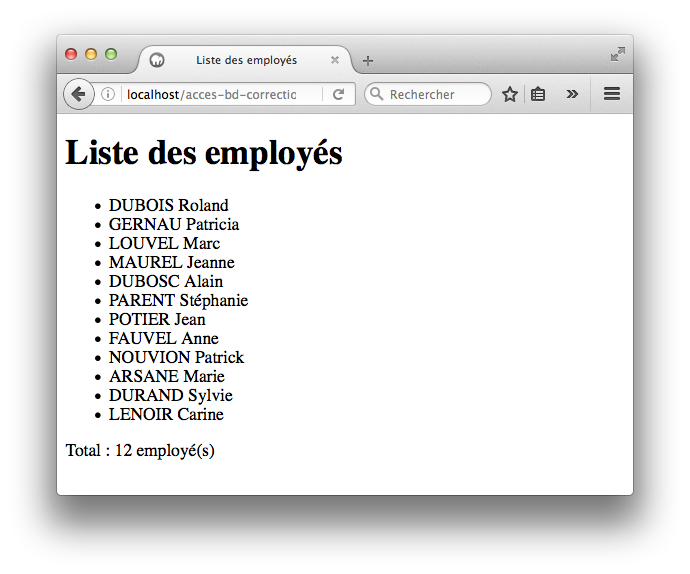 Liste des employés
localhost/acces-bd-correctio
Rechercher
Liste des employés
DUBOIS Roland
GERNAU Patricia
LOUVEL Marc
MAUREL Jeanne
DUBOSC Alain
PARENT Stéphanie
POTIER Jean
FAUVEL Anne
NOUVION Patrick
ARSANE Marie
DURAND Sylvie
LENOIR Carine
Total : 12 employé(s)